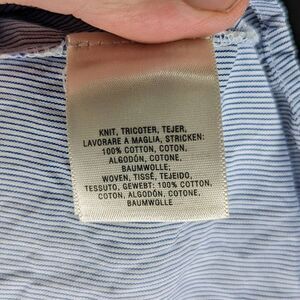 KNIT, TRICOTER, TEJER,
LAVORARE A MAGLIA, STRICKEN:
100% COTTON, COTON,
ALGODÓN, COTONE,
BAUMWOLLE;
WOVEN, TISSÉ, TEJEIDO,
TESSUTO, GEWEBT: 100% COTTON,
COTON, ALGODÓN, COTONE,
BAUMWOLLE